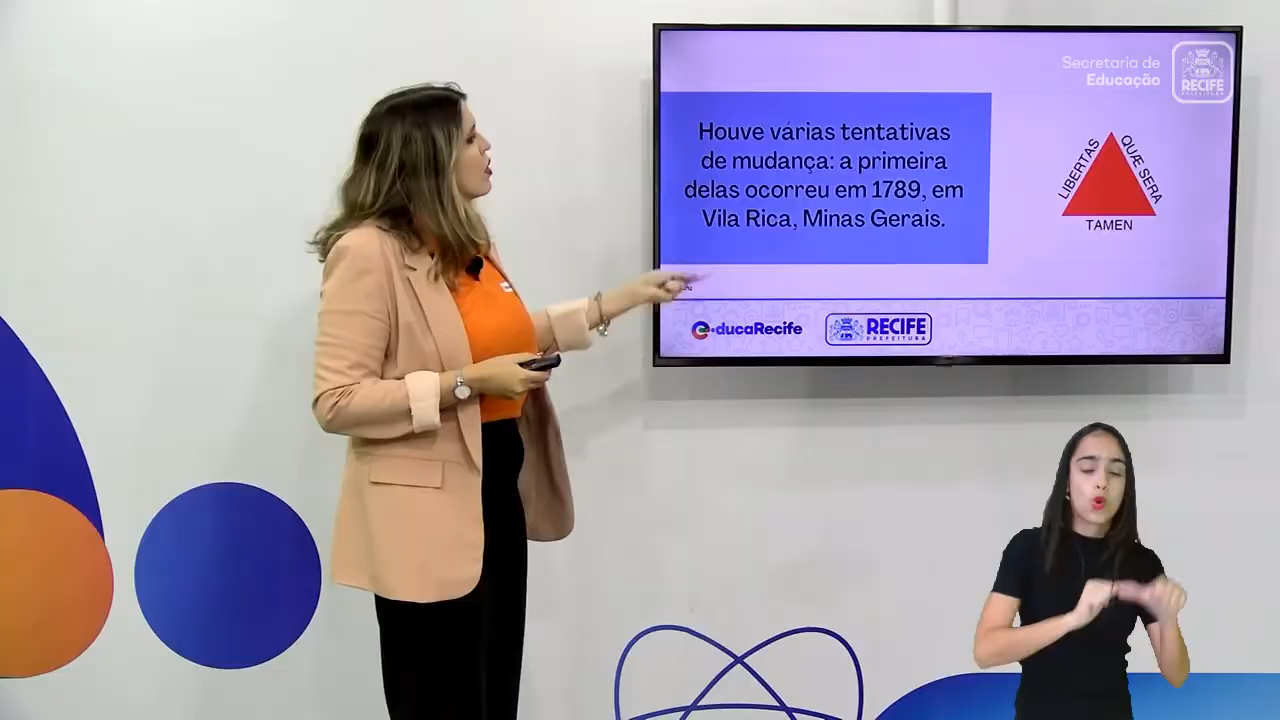 Secretaria de
Educação
RECIFE
PREFEITURA
Houve várias tentativas
de mudança: a primeira
delas ocorreu em 1789, em
Vila Rica, Minas Gerais.
LIBERTAS
QUÆ SERA
TAMEN
educaRecife
RECIFE
PREFEITURA